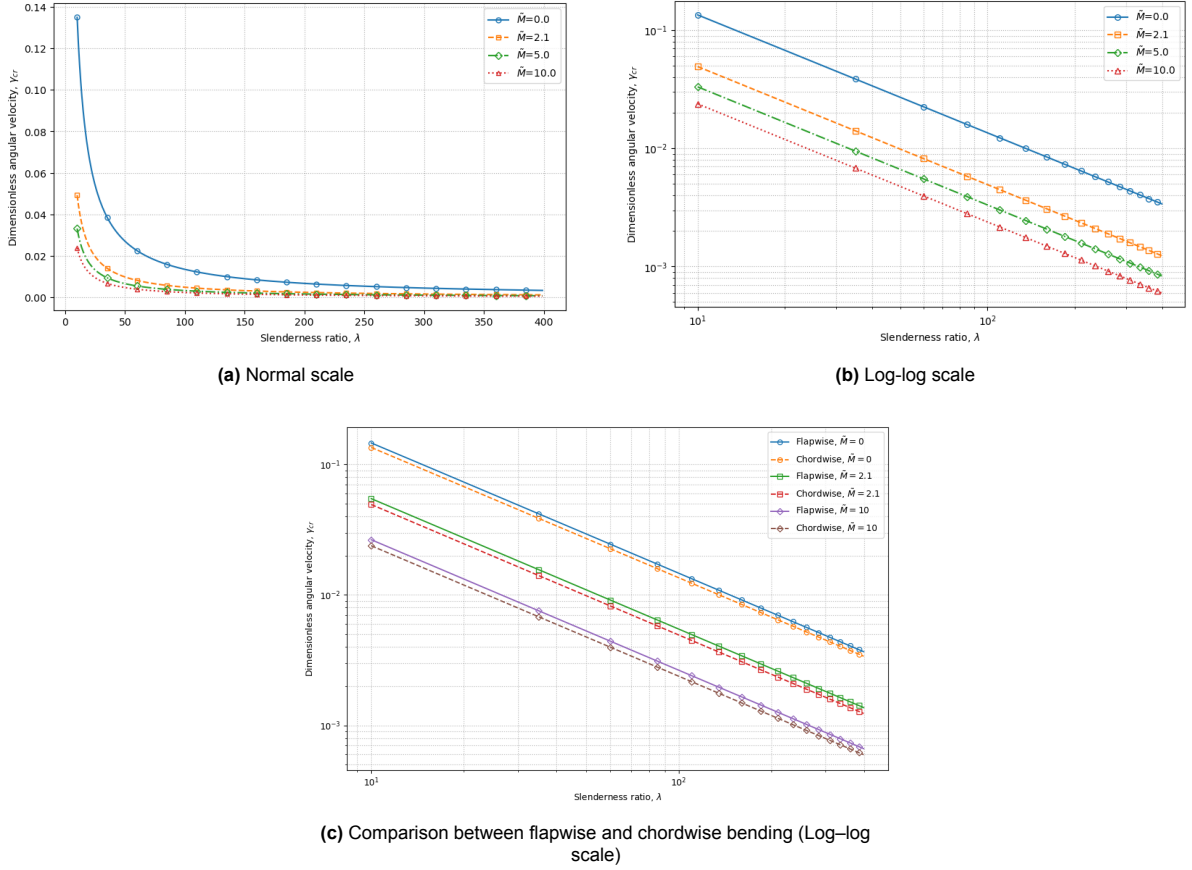 0.14
0.12
0.10
0.08
0.06
0.04
0.02
0.00
Dimensionless angular velocity, γcr
0 50 100 150 200 250 300 350 400
Slenderness ratio, λ
M̃=0.0
M̃=2.1
M̃=5.0
M̃=10.0
(a) Normal scale
10⁻¹
10⁻²
10⁻³
Dimensionless angular velocity, γcr
10¹ 10²
Slenderness ratio, λ
M̃=0.0
M̃=2.1
M̃=5.0
M̃=10.0
(b) Log-log scale
10⁻¹
10⁻²
10⁻³
Dimensionless angular velocity, γcr
10¹ 10²
Slenderness ratio, λ
Flapwise, M̃ = 0
Chordwise, M̃ = 0
Flapwise, M̃ = 2.1
Chordwise, M̃ = 2.1
Flapwise, M̃ = 10
Chordwise, M̃ = 10
(c) Comparison between flapwise and chordwise bending (Log–log
scale)